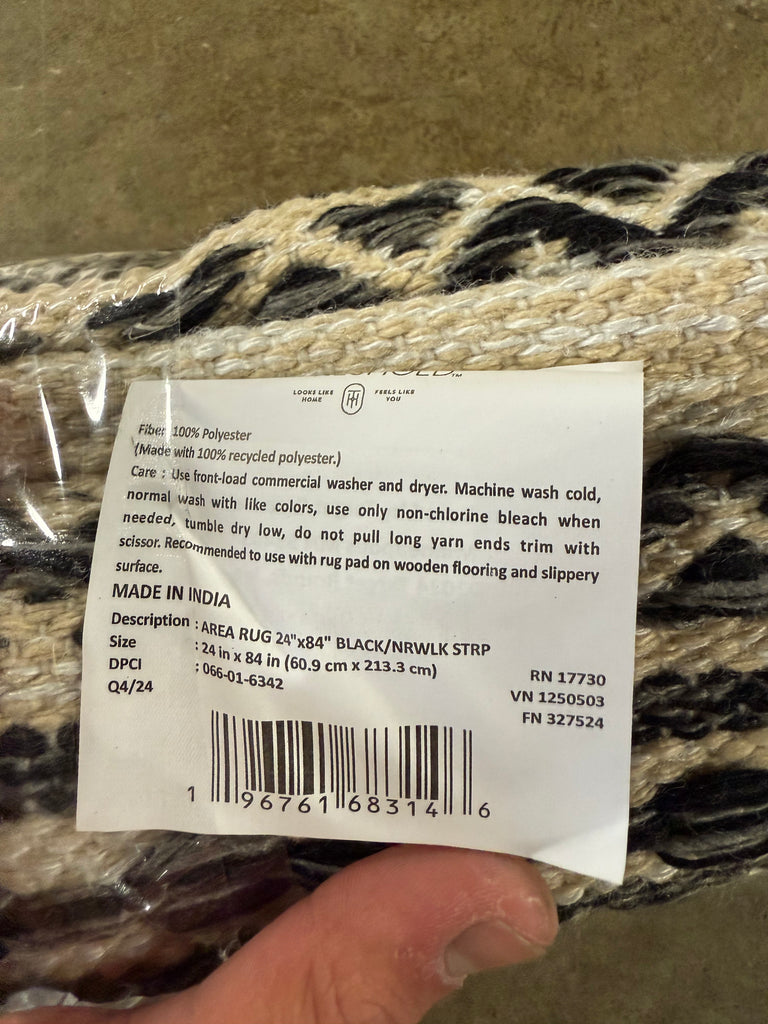 LOOKS LIKE HOME TH FEELS LIKE YOU
Fiber 100% Polyester
(Made with 100% recycled polyester.)
Care : Use front-load commercial washer and dryer. Machine wash cold,
normal wash with like colors, use only non-chlorine bleach when
needed, tumble dry low, do not pull long yarn ends trim with
scissor. Recommended to use with rug pad on wooden flooring and slippery
surface.
MADE IN INDIA
Description : AREA RUG 24"x84" BLACK/NRWLK STRP
Size : 24 in x 84 in (60.9 cm x 213.3 cm)
DPCI : 066-01-6342
Q4/24
RN 17730
VN 1250503
FN 327524
1 96761 68314 6